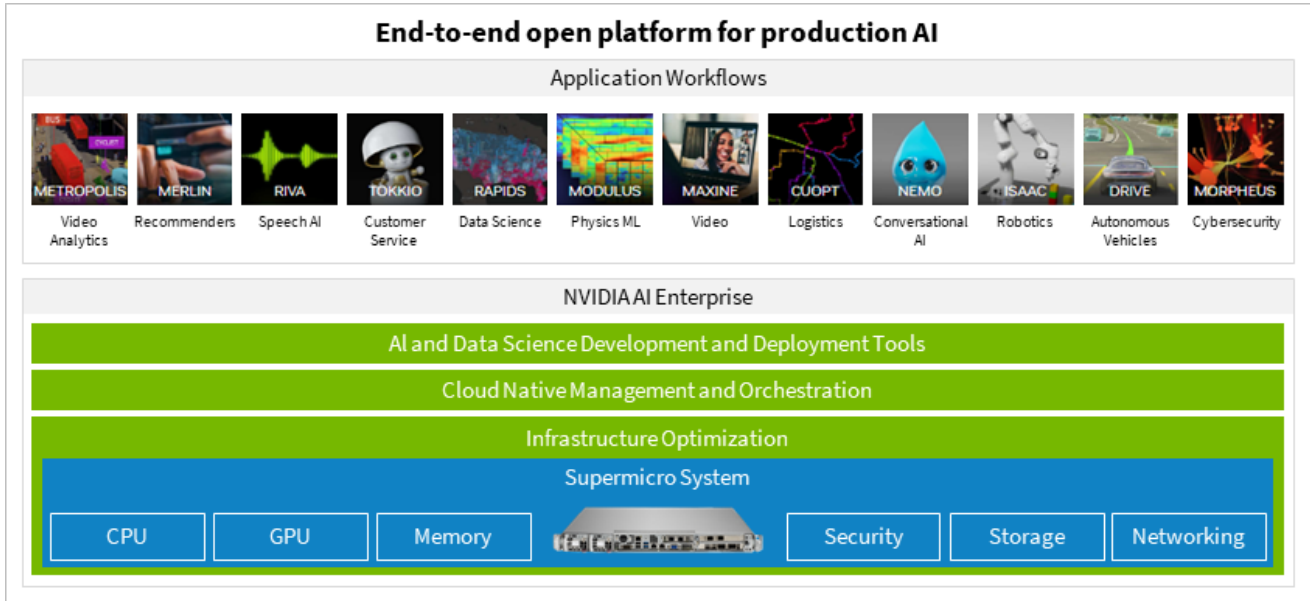 End-to-end open platform for production AI
Application Workflows
BUS
CYCLIST
METROPOLIS
MERLIN
RIVA
TOKKIO
RAPIDS
MODULUS
MAXINE
CUOPT
NEMO
ISAAC
DRIVE
MORPHEUS
Video
Analytics
Recommenders
Speech AI
Customer
Service
Data Science
Physics ML
Video
Logistics
Conversational
AI
Robotics
Autonomous
Vehicles
Cybersecurity
NVIDIA AI Enterprise
AI and Data Science Development and Deployment Tools
Cloud Native Management and Orchestration
Infrastructure Optimization
Supermicro System
CPU
GPU
Memory
Security
Storage
Networking